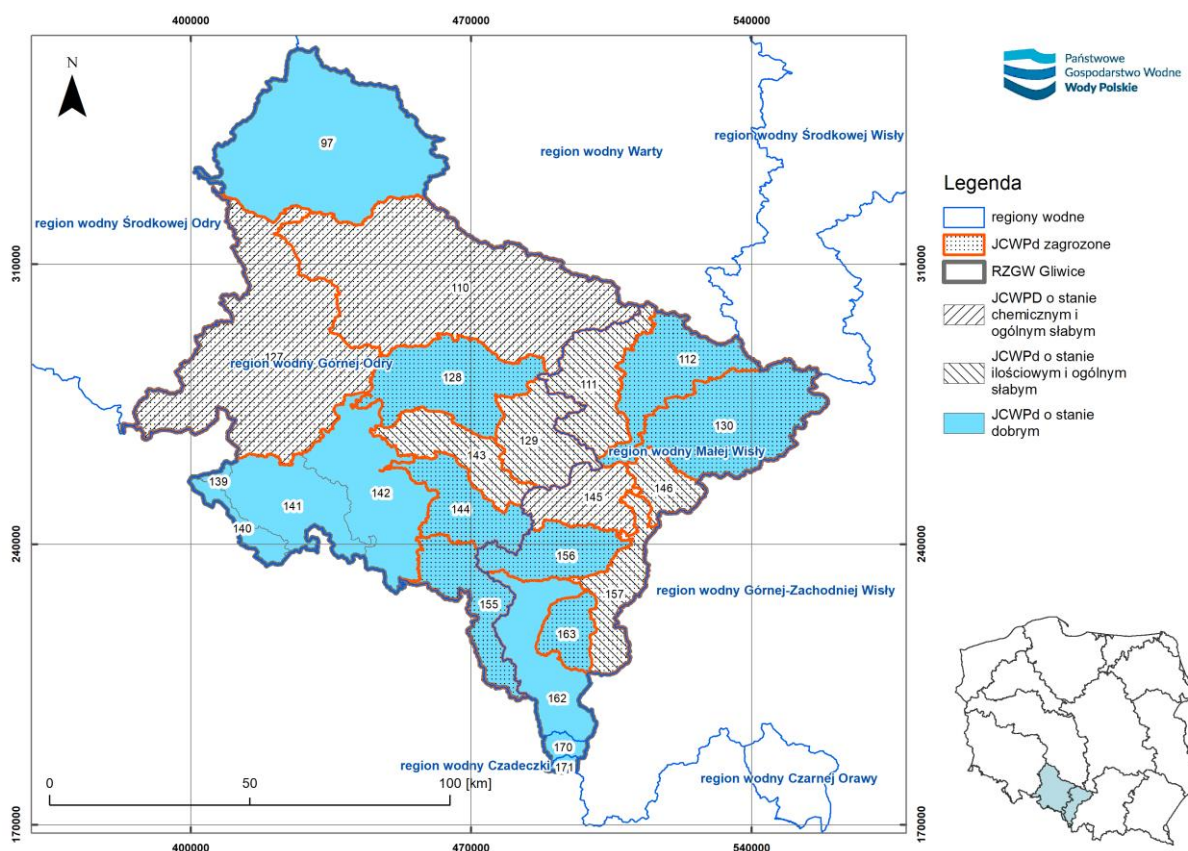 400000
470000
540000
N
Państwowe
Gospodarstwo Wodne
Wody Polskie
region wodny Środkowej Wisły
97
region wodny Warty
Legenda
region wodny Środkowej Odry
regiony wodne
JCWPd zagrożone
3100000
3100000
RZGW Gliwice
110
JCWPD o stanie
chemicznym i
ogólnym słabym
127
region wodny Górnej Odry
112
128
111
JCWPd o stanie
ilościowym i ogólnym
słabym
130
JCWPd o stanie
dobrym
129
143
region wodny Małej Wisły
139
142
146
145
141
144
140
240000
240000
156
157
region wodny Górnej-Zachodniej Wisły
155
163
162
170
region wodny Czadeczki
171
region wodny Czarnej Orawy
0
50
100 [km]
170000
170000
400000
470000
540000